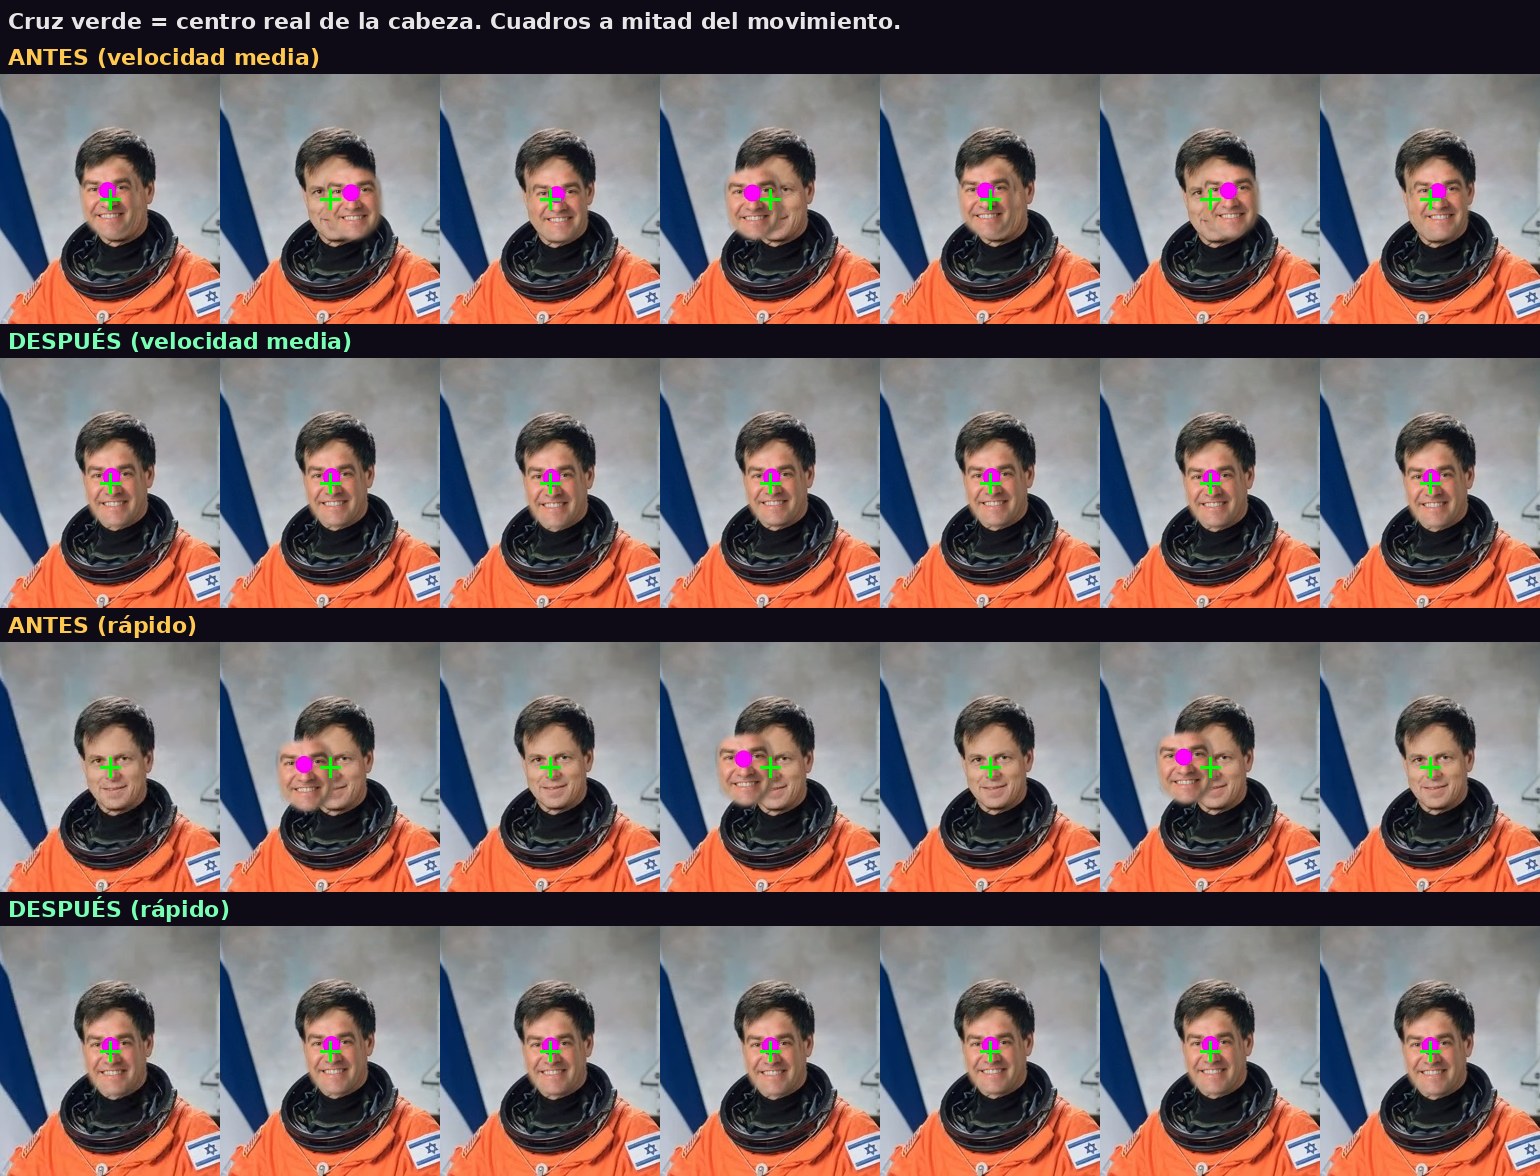 Cruz verde = centro real de la cabeza. Cuadros a mitad del movimiento.
ANTES (velocidad media)
DESPUÉS (velocidad media)
ANTES (rápido)
DESPUÉS (rápido)